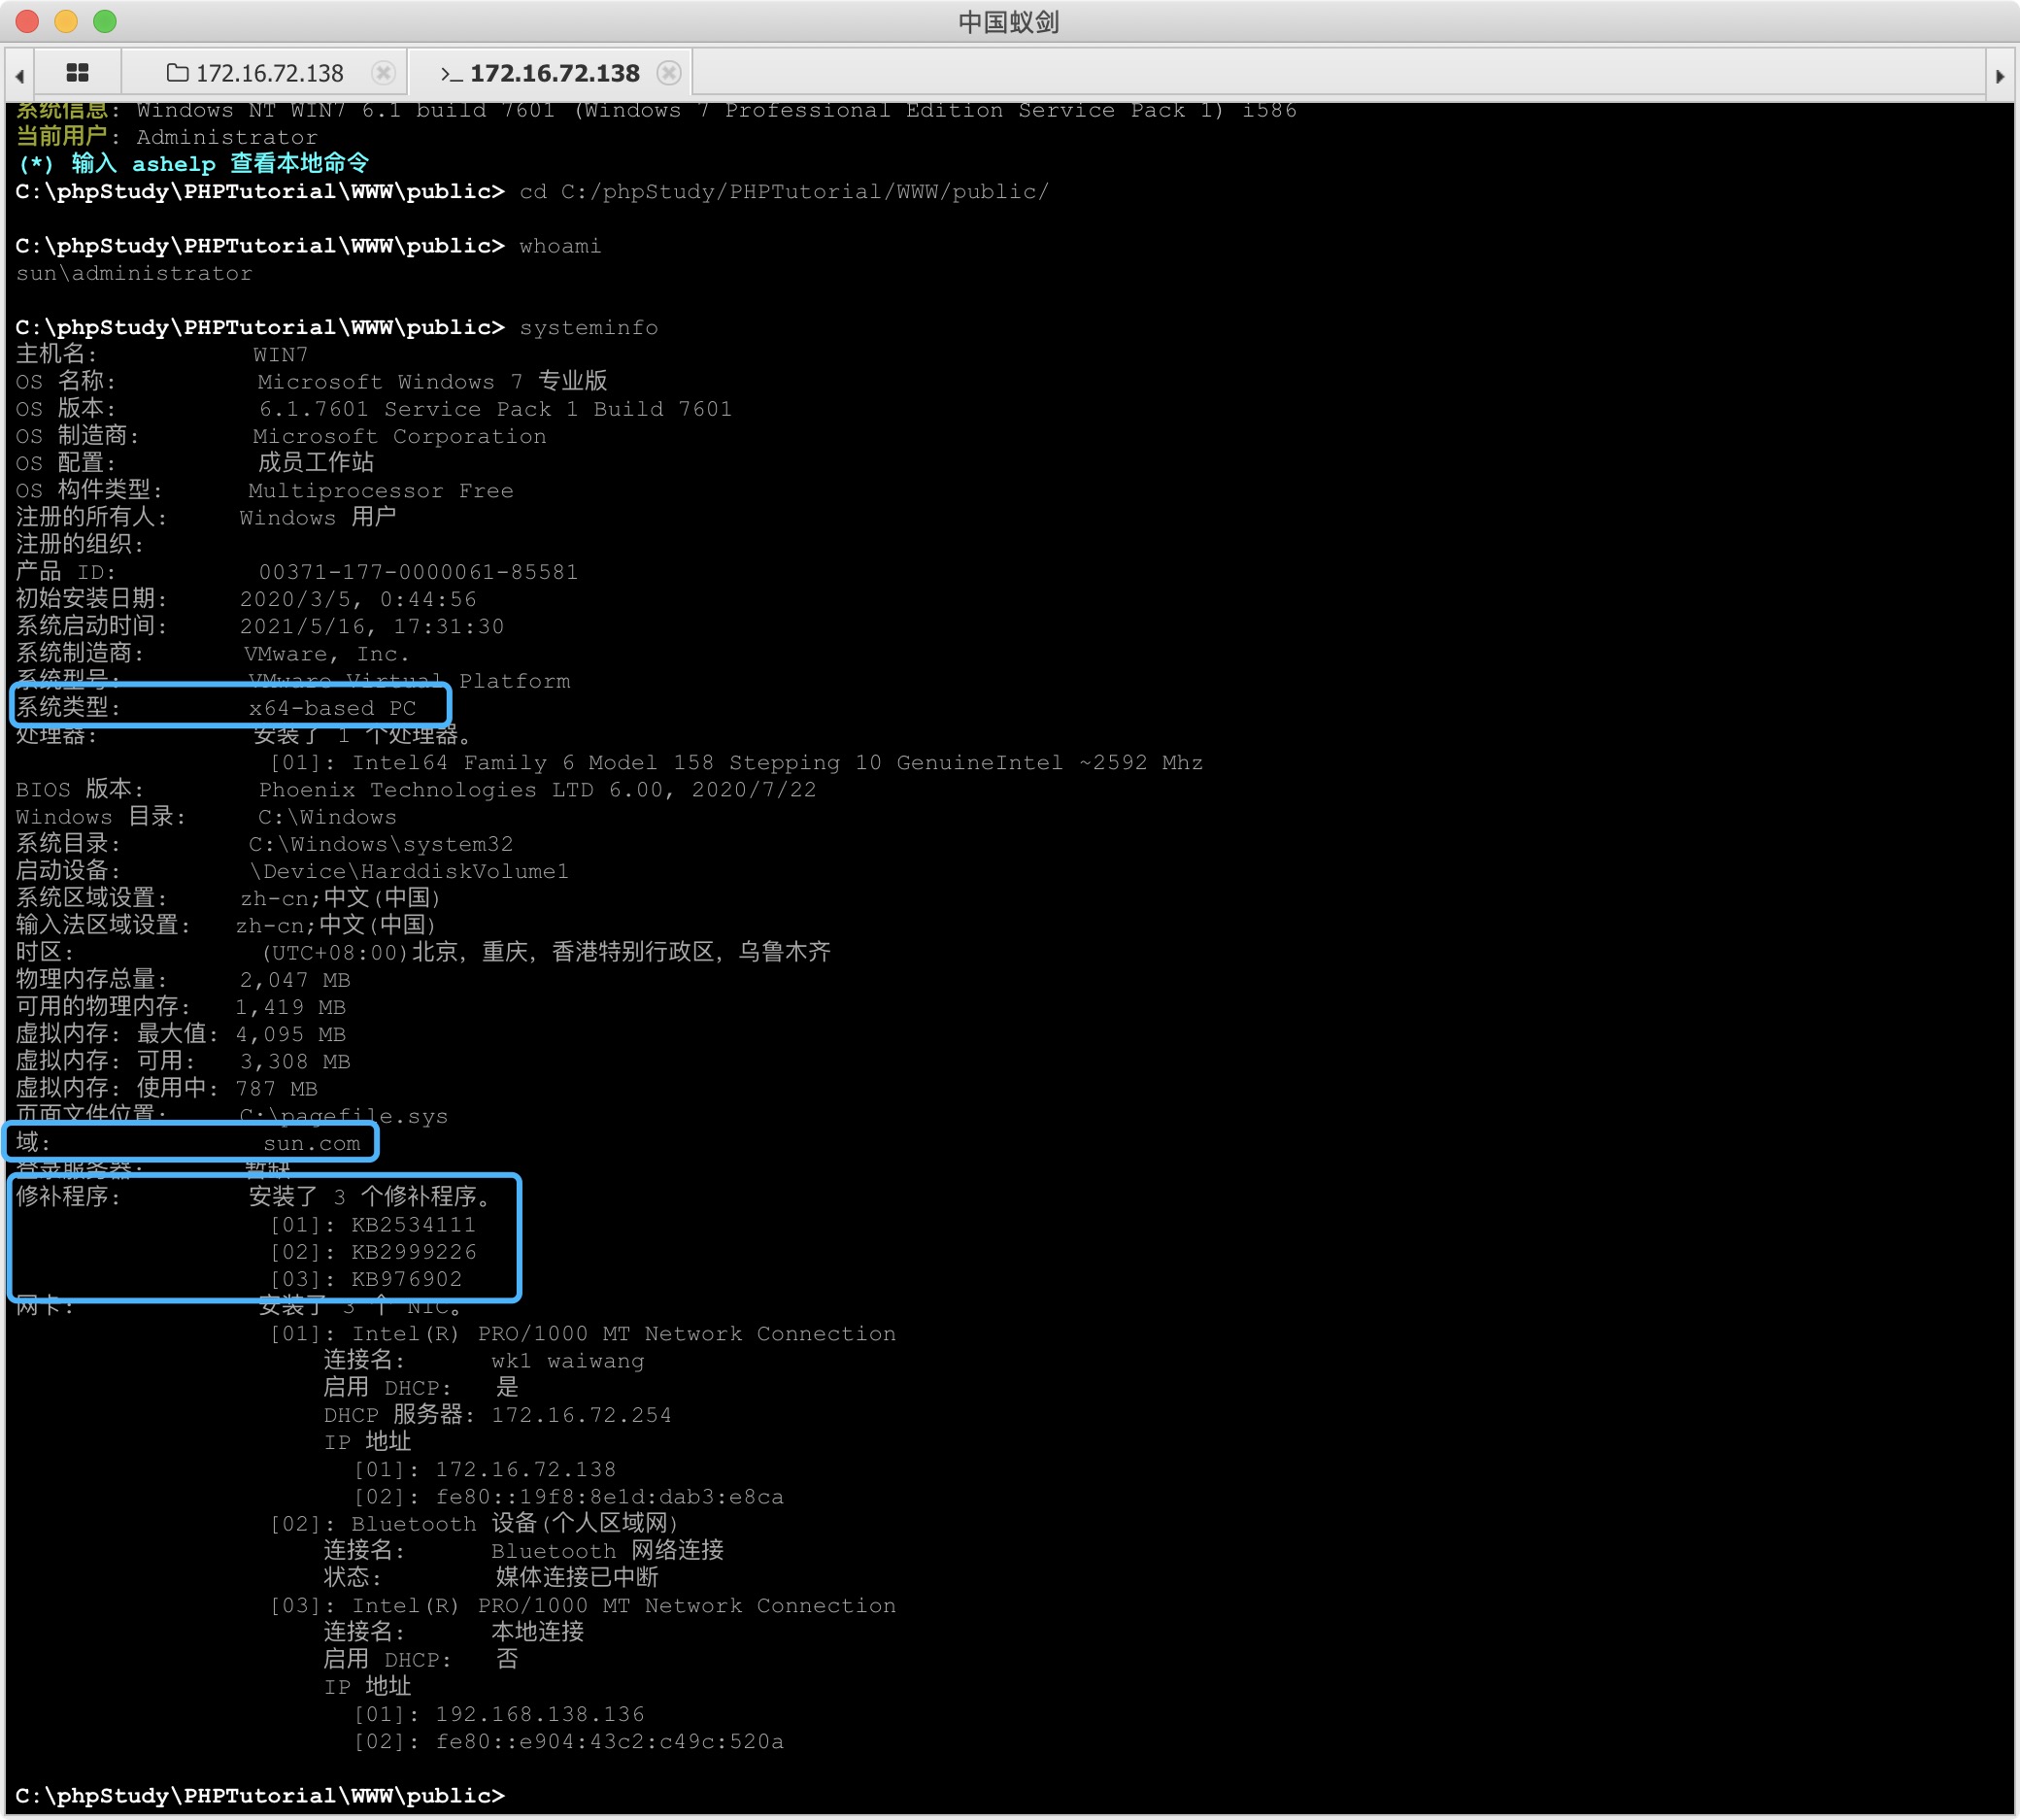 中国蚁剑
172.16.72.138
>_ 172.16.72.138
系统信息: Windows NT WIN7 6.1 build 7601 (Windows 7 Professional Edition Service Pack 1) i586
当前用户: Administrator
(*) 输入 ashelp 查看本地命令
C:\phpStudy\PHPTutorial\WWW\public> cd C:/phpStudy/PHPTutorial/WWW/public/
C:\phpStudy\PHPTutorial\WWW\public> whoami
sun\administrator
C:\phpStudy\PHPTutorial\WWW\public> systeminfo
主机名: WIN7
OS 名称: Microsoft Windows 7 专业版
OS 版本: 6.1.7601 Service Pack 1 Build 7601
OS 制造商: Microsoft Corporation
OS 配置: 成员工作站
OS 构件类型: Multiprocessor Free
注册的所有人: Windows 用户
注册的组织:
产品 ID: 00371-177-0000061-85581
初始安装日期: 2020/3/5, 0:44:56
系统启动时间: 2021/5/16, 17:31:30
系统制造商: VMware, Inc.
系统型号: VMware Virtual Platform
系统类型: x64-based PC
处理器: 安装了 1 个处理器。
[01]: Intel64 Family 6 Model 158 Stepping 10 GenuineIntel ~2592 Mhz
BIOS 版本: Phoenix Technologies LTD 6.00, 2020/7/22
Windows 目录: C:\Windows
系统目录: C:\Windows\system32
启动设备: \Device\HarddiskVolume1
系统区域设置: zh-cn;中文(中国)
输入法区域设置: zh-cn;中文(中国)
时区: (UTC+08:00)北京，重庆，香港特别行政区，乌鲁木齐
物理内存总量: 2,047 MB
可用的物理内存: 1,419 MB
虚拟内存: 最大值: 4,095 MB
虚拟内存: 可用: 3,308 MB
虚拟内存: 使用中: 787 MB
页面文件位置: C:\pagefile.sys
域: sun.com
登录服务器: 暂缺
修补程序: 安装了 3 个修补程序。
[01]: KB2534111
[02]: KB2999226
[03]: KB976902
网卡: 安装了 3 个 NIC。
[01]: Intel(R) PRO/1000 MT Network Connection
连接名: wk1 waiwang
启用 DHCP: 是
DHCP 服务器: 172.16.72.254
IP 地址
[01]: 172.16.72.138
[02]: fe80::19f8:8e1d:dab3:e8ca
[02]: Bluetooth 设备(个人区域网)
连接名: Bluetooth 网络连接
状态: 媒体连接已中断
[03]: Intel(R) PRO/1000 MT Network Connection
连接名: 本地连接
启用 DHCP: 否
IP 地址
[01]: 192.168.138.136
[02]: fe80::e904:43c2:c49c:520a
C:\phpStudy\PHPTutorial\WWW\public>